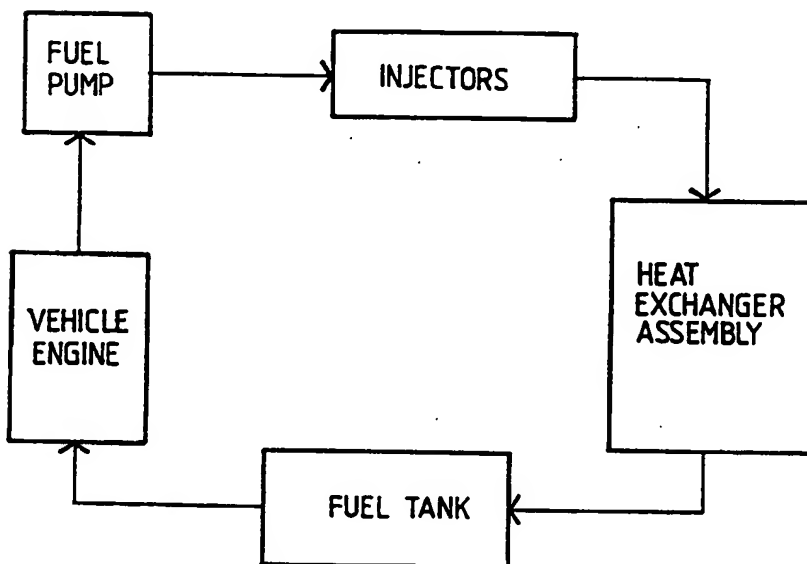 FUEL
PUMP
INJECTORS
HEAT
EXCHANGER
ASSEMBLY
VEHICLE
ENGINE
FUEL TANK